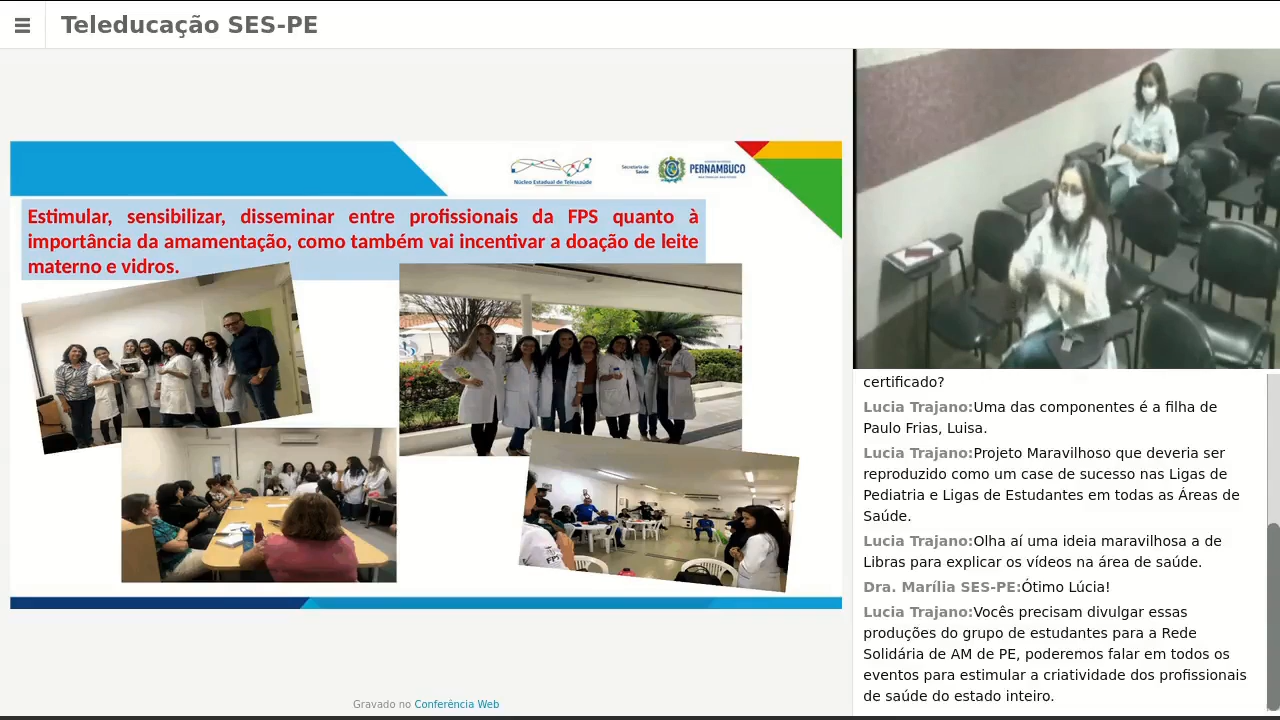 Teleducação SES-PE
Núcleo Estadual de Telessaúde
Secretaria de
Saúde
PERNAMBUCO
Estimular, sensibilizar, disseminar entre profissionais da FPS quanto à
importância da amamentação, como também vai incentivar a doação de leite
materno e vidros.
FPS
certificado?
Lucia Trajano:Uma das componentes é a filha de
Paulo Frias, Luisa.
Lucia Trajano:Projeto Maravilhoso que deveria ser
reproduzido como um case de sucesso nas Ligas de
Pediatria e Ligas de Estudantes em todas as Áreas de
Saúde.
Lucia Trajano:Olha aí uma ideia maravilhosa a de
Libras para explicar os vídeos na área de saúde.
Dra. Marília SES-PE:Ótimo Lúcia!
Lucia Trajano:Vocês precisam divulgar essas
produções do grupo de estudantes para a Rede
Solidária de AM de PE, poderemos falar em todos os
eventos para estimular a criatividade dos profissionais
de saúde do estado inteiro.
Gravado no Conferência Web